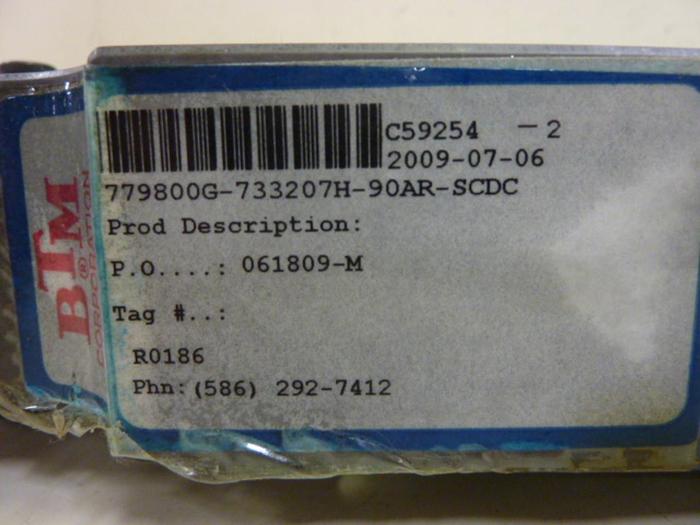 BTM®
CORPORATION
C59254 -2
2009-07-06
779800G-733207H-90AR-SCDC
Prod Description:
P.O....: 061809-M
Tag #..:
R0186
Phn:(586) 292-7412